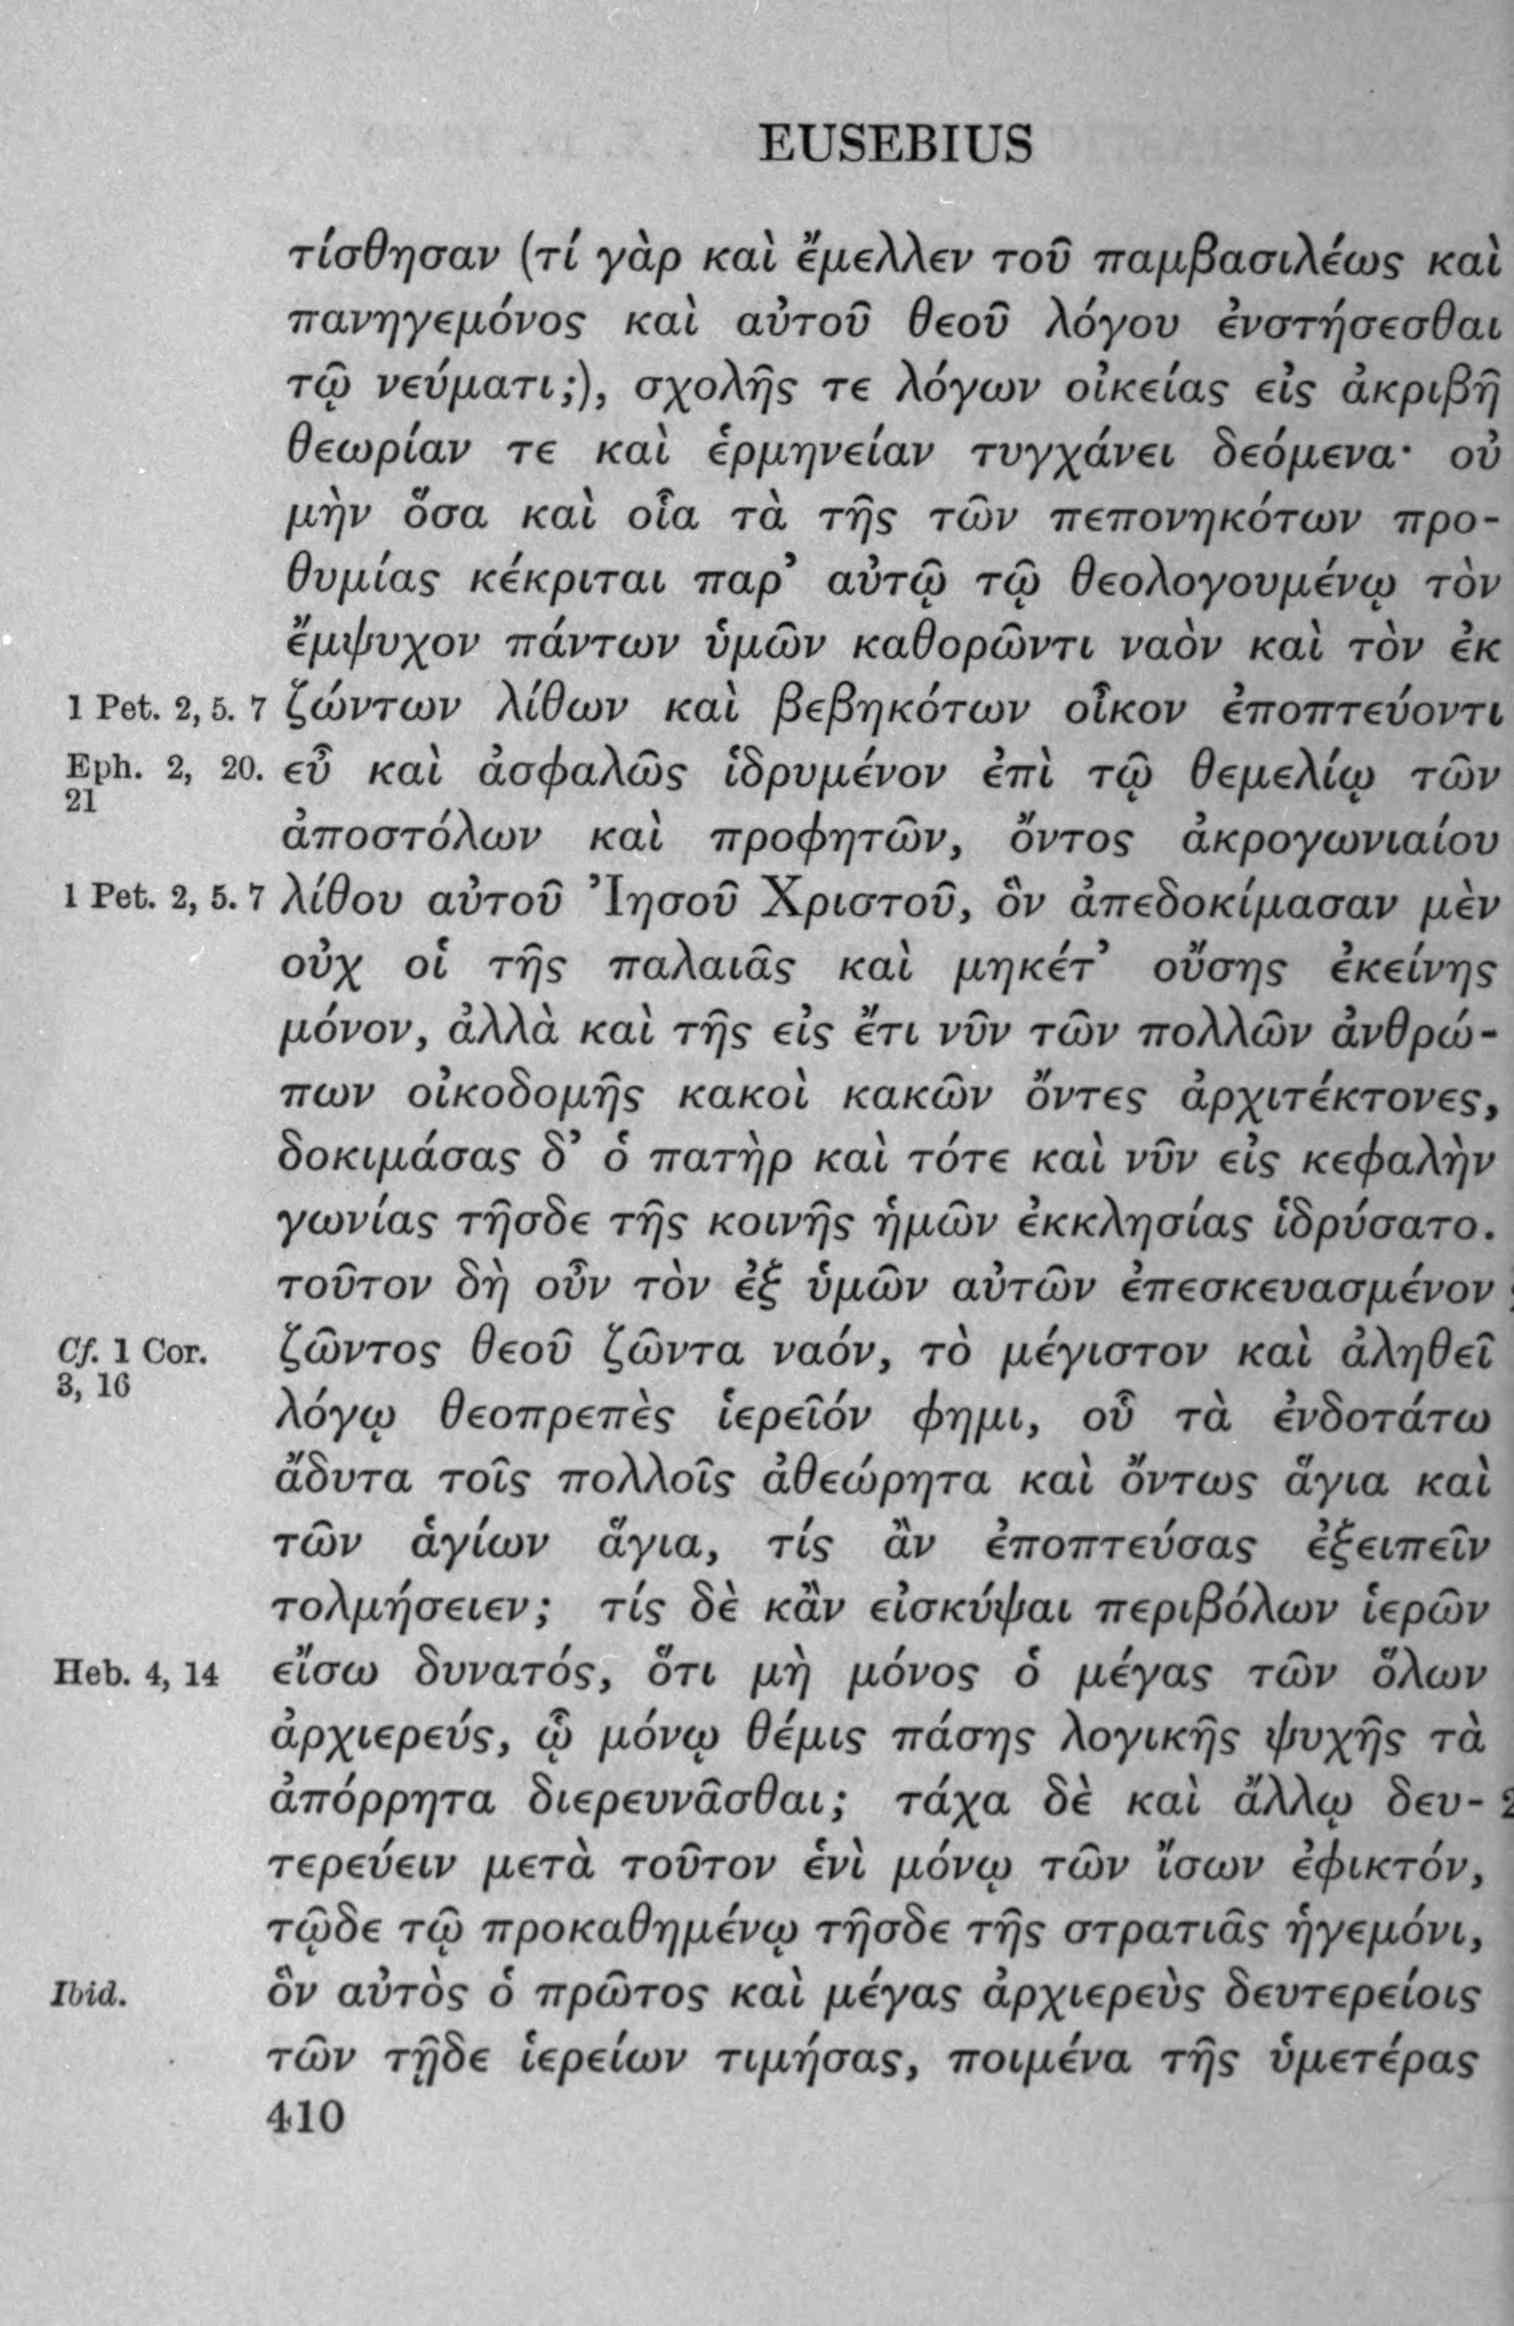 EUSEBIUS
τίσθησαν (τί γὰρ καὶ ἔμελλεν τοῦ παμβασιλέως καὶ
πανηγεμόνος καὶ αὐτοῦ θεοῦ λόγου ἐνστήσεσθαι
τῷ νεύματι;), σχολῆς τε λόγων οἰκείας εἰς ἀκριβῆ
θεωρίαν τε καὶ ἑρμηνείαν τυγχάνει δεόμενα· οὐ
μὴν ὅσα καὶ οἷα τὰ τῆς τῶν πεπονηκότων προ-
θυμίας κέκριται παρ’ αὐτῷ τῷ θεολογουμένῳ τὸν
ἔμψυχον πάντων ὑμῶν καθορῶντι ναὸν καὶ τὸν ἐκ
1 Pet. 2, 5. 7 ζώντων λίθων καὶ βεβηκότων οἶκον ἐποπτεύοντι
Eph. 2, 20. εὖ καὶ ἀσφαλῶς ἱδρυμένον ἐπὶ τῷ θεμελίῳ τῶν
21
ἀποστόλων καὶ προφητῶν, ὄντος ἀκρογωνιαίου
1 Pet. 2, 5. 7 λίθου αὐτοῦ Ἰησοῦ Χριστοῦ, ὃν ἀπεδοκίμασαν μὲν
οὐχ οἱ τῆς παλαιᾶς καὶ μηκέτ’ οὔσης ἐκείνης
μόνον, ἀλλὰ καὶ τῆς εἰς ἔτι νῦν τῶν πολλῶν ἀνθρώ-
πων οἰκοδομῆς κακοὶ κακῶν ὄντες ἀρχιτέκτονες,
δοκιμάσας δ’ ὁ πατὴρ καὶ τότε καὶ νῦν εἰς κεφαλὴν
γωνίας τῆσδε τῆς κοινῆς ἡμῶν ἐκκλησίας ἱδρύσατο.
τοῦτον δὴ οὖν τὸν ἐξ ὑμῶν αὐτῶν ἐπεσκευασμένον
Cf. 1 Cor. ζῶντος θεοῦ ζῶντα ναόν, τὸ μέγιστον καὶ ἀληθεῖ
3, 16
λόγῳ θεοπρεπὲς ἱερεῖόν φημι, οὗ τὰ ἐνδοτάτω
ἄδυτα τοῖς πολλοῖς ἀθεώρητα καὶ ὄντως ἅγια καὶ
τῶν ἁγίων ἅγια, τίς ἂν ἐποπτεύσας ἐξειπεῖν
τολμήσειεν; τίς δὲ κἂν εἰσκύψαι περιβόλων ἱερῶν
Heb. 4, 14 εἴσω δυνατός, ὅτι μὴ μόνος ὁ μέγας τῶν ὅλων
ἀρχιερεύς, ᾧ μόνῳ θέμις πάσης λογικῆς ψυχῆς τὰ
ἀπόρρητα διερευνᾶσθαι; τάχα δὲ καὶ ἄλλῳ δευ-
τερεύειν μετὰ τοῦτον ἑνὶ μόνῳ τῶν ἴσων ἐφικτόν,
τῷδε τῷ προκαθημένῳ τῆσδε τῆς στρατιᾶς ἡγεμόνι,
Ibid. ὃν αὐτὸς ὁ πρῶτος καὶ μέγας ἀρχιερεὺς δευτερείοις
τῶν τῇδε ἱερείων τιμήσας, ποιμένα τῆς ὑμετέρας
410